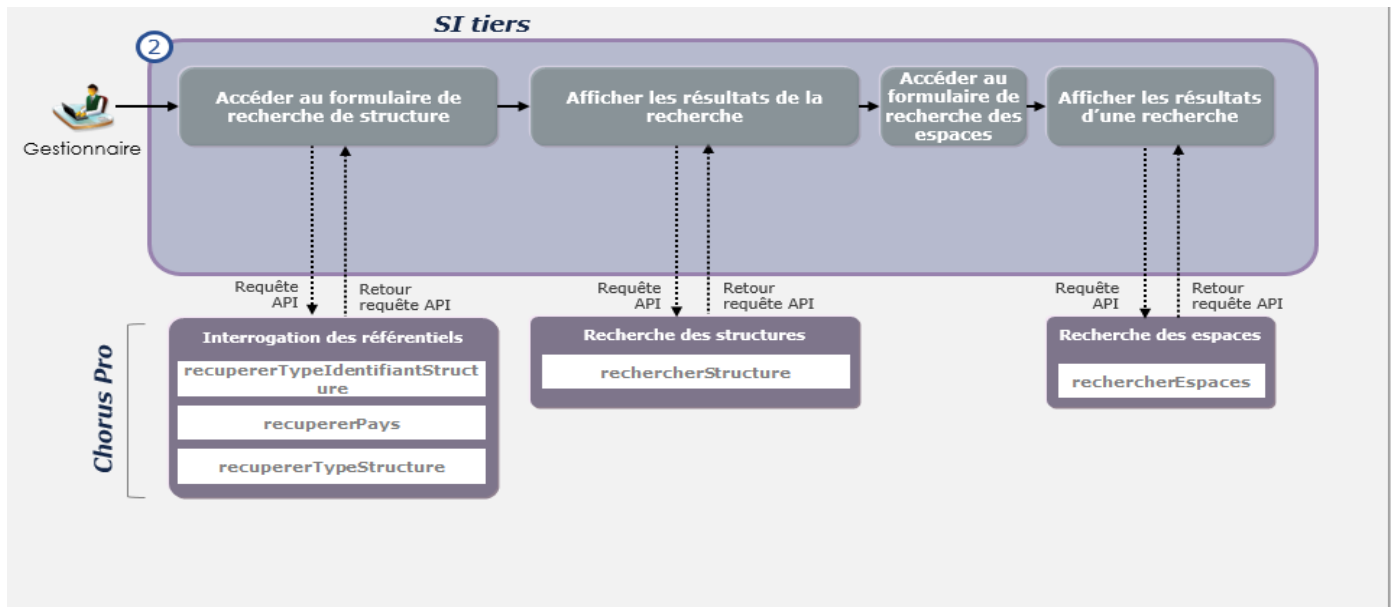 SI tiers
2
Gestionnaire
Accéder au formulaire de
recherche de structure
Afficher les résultats de la
recherche
Accéder au
formulaire de
recherche des
espaces
Afficher les résultats
d'une recherche
Requête
API
Retour
requête API
Requête
API
Retour
requête API
Requête
API
Retour
requête API
Chorus Pro
Interrogation des référentiels
recupererTypeIdentifiantStruct
ure
recupererPays
recupererTypeStructure
Recherche des structures
rechercherStructure
Recherche des espaces
rechercherEspaces